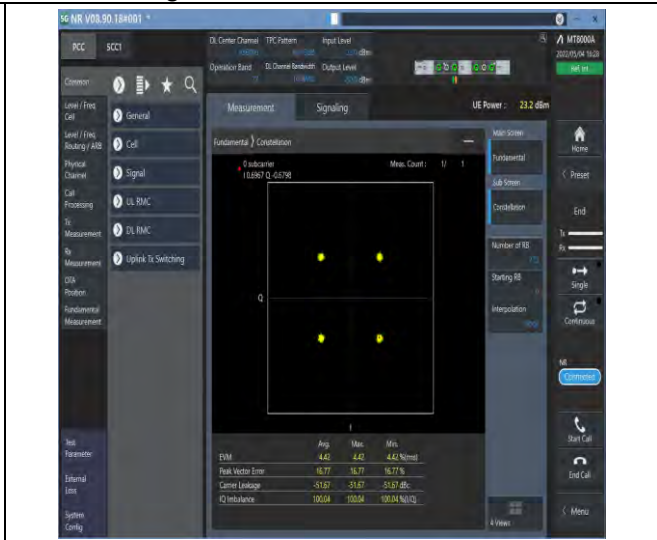 5G NR V08.90.18#001 *
PCC SCC1
DL Center Channel TPC Pattern Input Level
dBm
Operation Band DL Channel Bandwidth Output Level
dBm
MT8000A
2022/05/04 16:28
Common
Level / Freq.
Cell
Level / Freq.
Routing / ARB
Physical
Channel
Call
Processing
Tx
Measurement
Rx
Measurement
OTA
Position
Fundamental
Measurement
Test
Parameter
External
Loss
System
Config
General
Cell
Signal
UL RMC
DL RMC
Uplink Tx Switching
Measurement Signaling UE Power : 23.2 dBm
Fundamental ❯ Constellation
0 subcarrier Meas. Count : 1/ 1
I 0.6967 Q -0.6798
Q
I
Avg. Max. Min.
EVM 4.42 4.42 4.42 %(rms)
Peak Vector Error 16.77 16.77 16.77 %
Carrier Leakage -51.67 -51.67 -51.67 dBc
IQ Imbalance 100.04 100.04 100.04 %(I/Q)
Main Screen
Fundamental
Sub Screen
Constellation
Number of RB
Starting RB
Interpolation
4 Views
Home
Preset
End
Tx
Rx
Single
Continuous
NR
Connected
Start Call
End Call
Menu